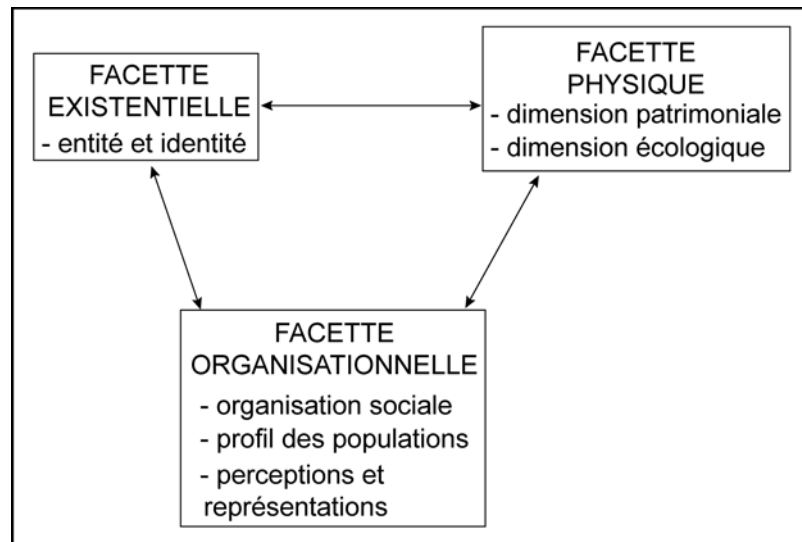 FACETTE
EXISTENTIELLE
- entité et identité
FACETTE
PHYSIQUE
- dimension patrimoniale
- dimension écologique
FACETTE
ORGANISATIONNELLE
- organisation sociale
- profil des populations
- perceptions et
représentations